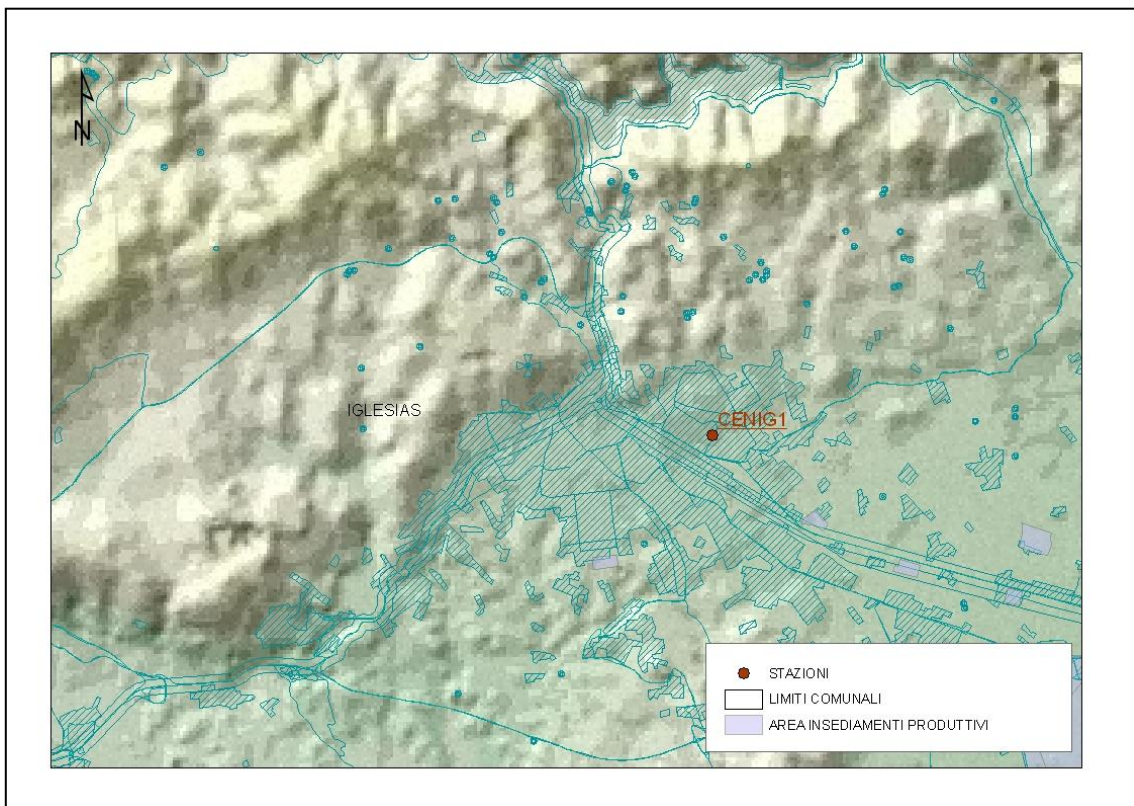 N
IGLESIAS
CENIG1
STAZIONI
LIMITI COMUNALI
AREA INSEDIAMENTI PRODUTTIVI